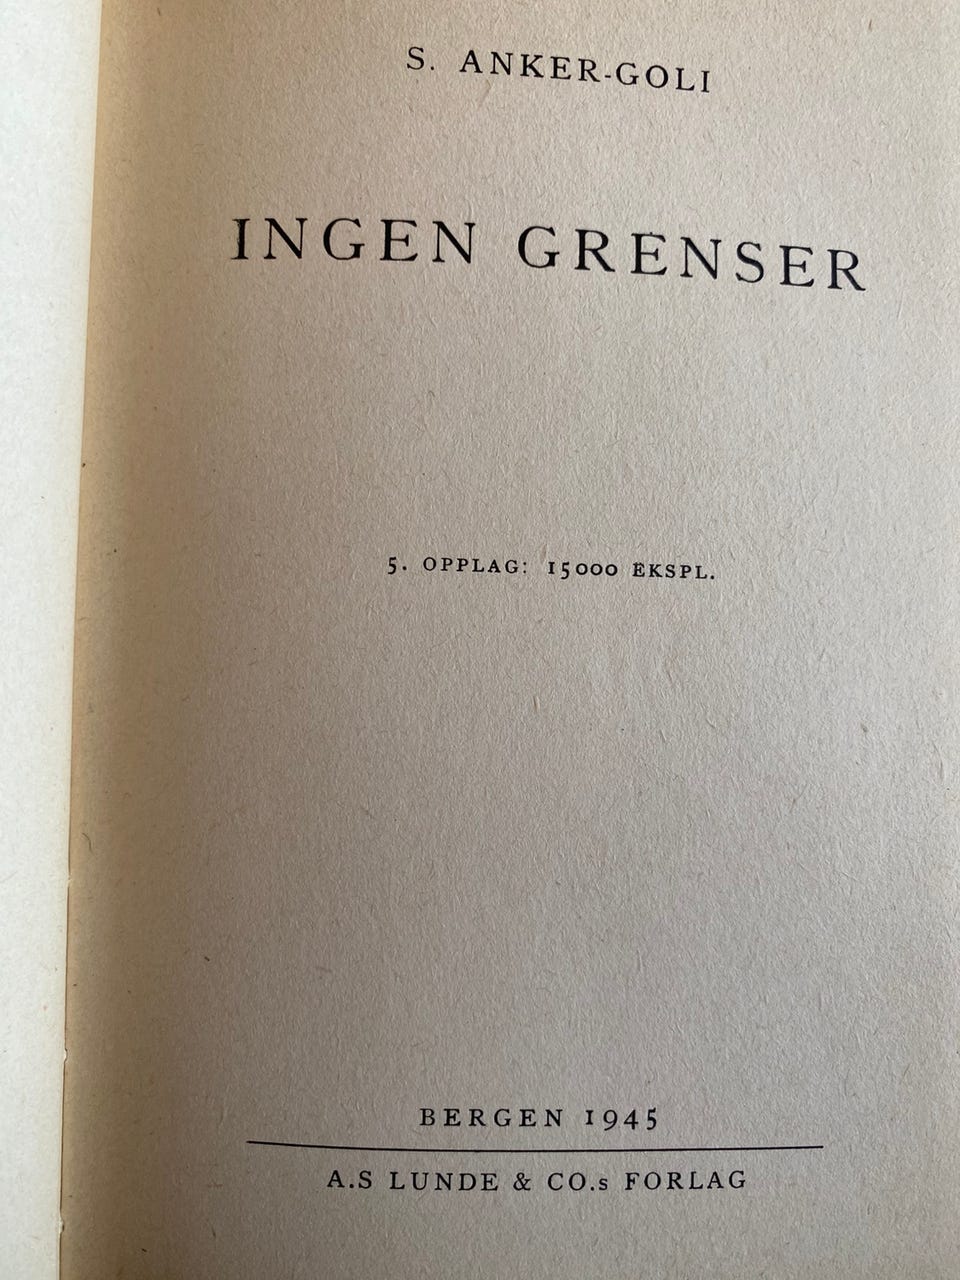 S. ANKER-GOLI
INGEN GRENSER
5. OPPLAG: 15000 EKSPL.
BERGEN 1945
A.S LUNDE & CO.s FORLAG